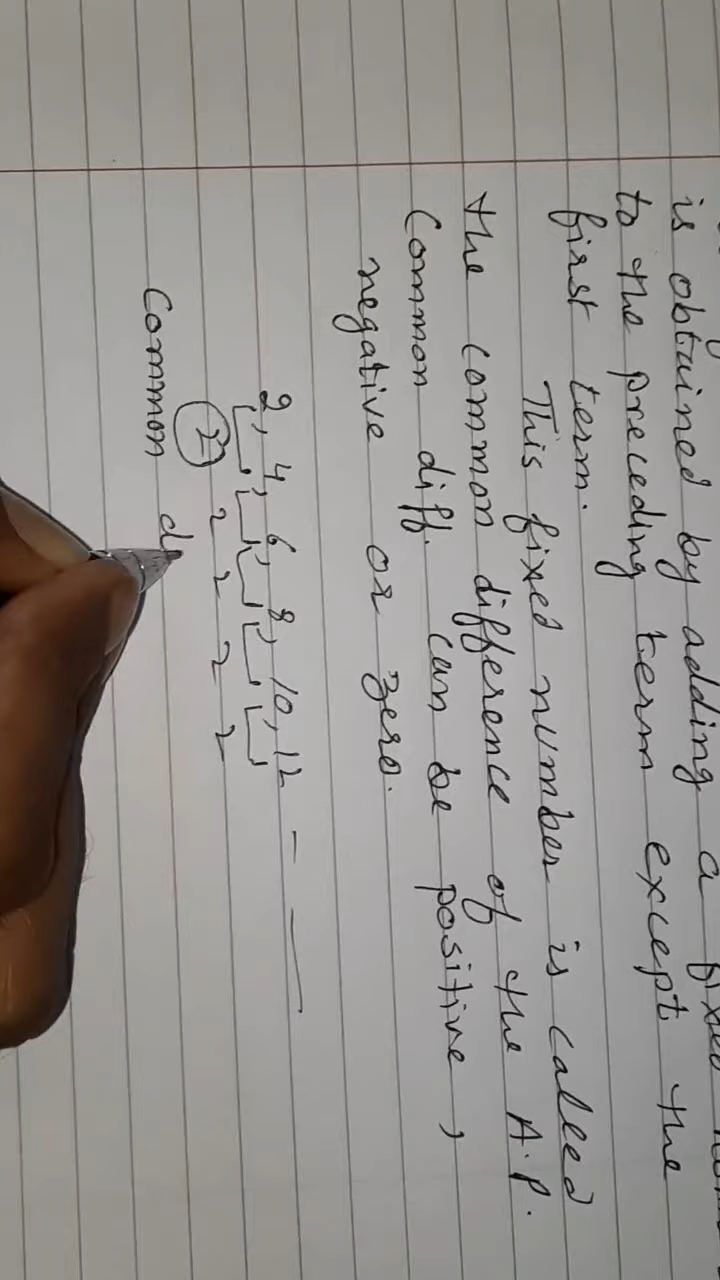 is obtained by adding a fixed
to the preceding term except the
first term.
This fixed number is called
the common difference of the A.P.
Common diff. can be positive,
negative or zero.
2, 4, 6, 8, 10, 12 - —
2 2 2 2 2
Common d